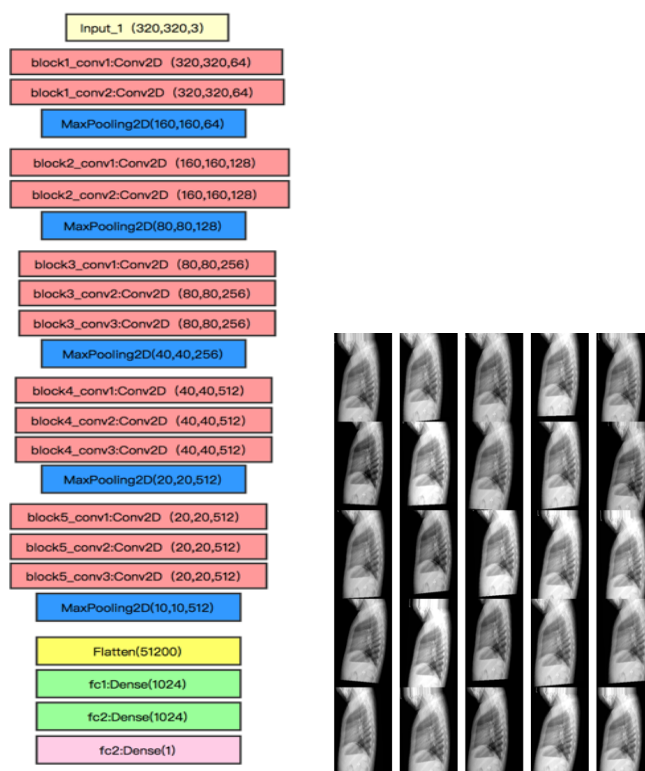 Input_1 (320,320,3)
block1_conv1:Conv2D (320,320,64)
block1_conv2:Conv2D (320,320,64)
MaxPooling2D(160,160,64)
block2_conv1:Conv2D (160,160,128)
block2_conv2:Conv2D (160,160,128)
MaxPooling2D(80,80,128)
block3_conv1:Conv2D (80,80,256)
block3_conv2:Conv2D (80,80,256)
block3_conv3:Conv2D (80,80,256)
MaxPooling2D(40,40,256)
block4_conv1:Conv2D (40,40,512)
block4_conv2:Conv2D (40,40,512)
block4_conv3:Conv2D (40,40,512)
MaxPooling2D(20,20,512)
block5_conv1:Conv2D (20,20,512)
block5_conv2:Conv2D (20,20,512)
block5_conv3:Conv2D (20,20,512)
MaxPooling2D(10,10,512)
Flatten(51200)
fc1:Dense(1024)
fc2:Dense(1024)
fc2:Dense(1)